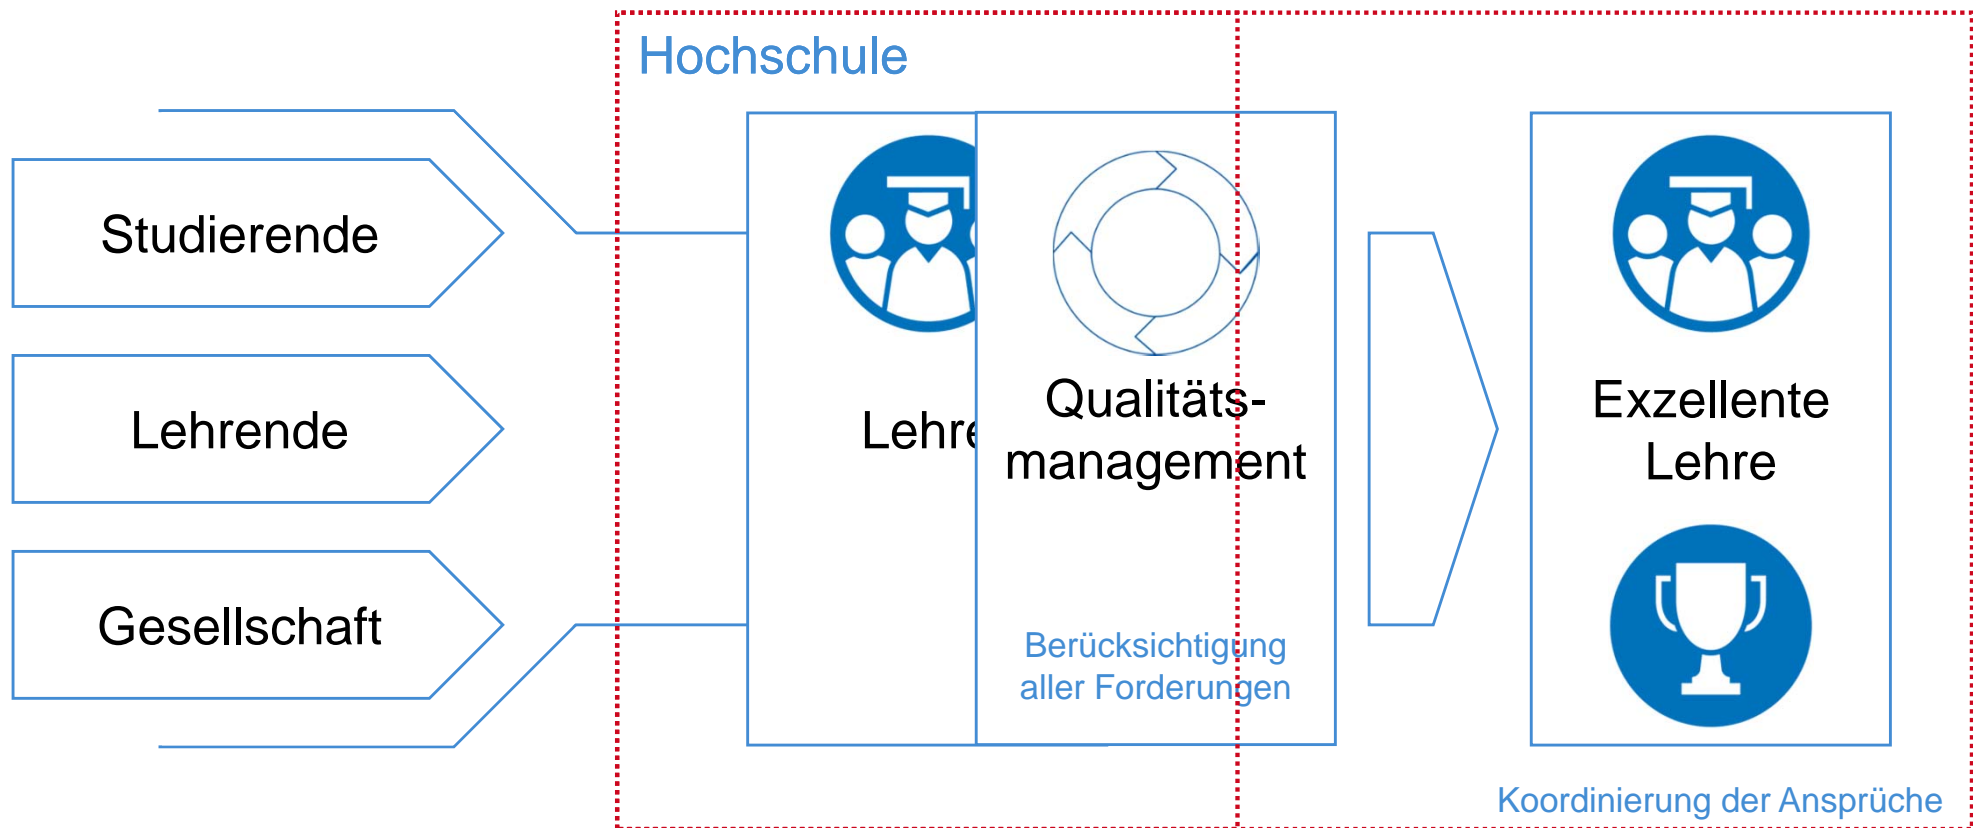 Hochschule
Studierende
Lehrende
Gesellschaft
Lehre
Qualitäts-
management
Berücksichtigung
aller Forderungen
Exzellente
Lehre
Koordinierung der Ansprüche